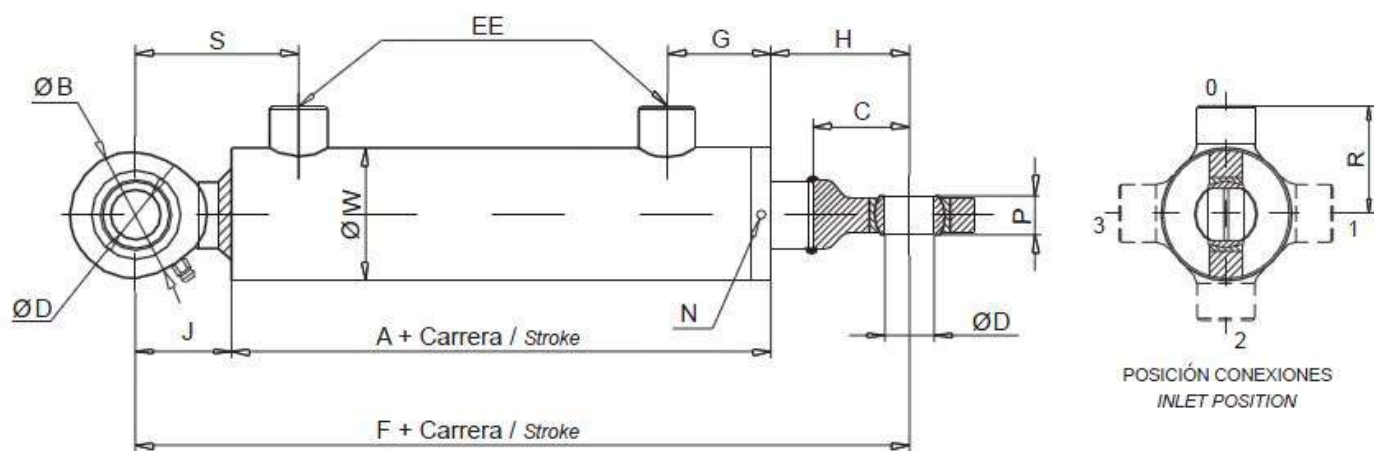 S
EE
G
H
ØB
C
ØW
P
ØD
J
N
ØD
A + Carrera / Stroke
F + Carrera / Stroke
0
R
3
1
2
POSICIÓN CONEXIONES
INLET POSITION